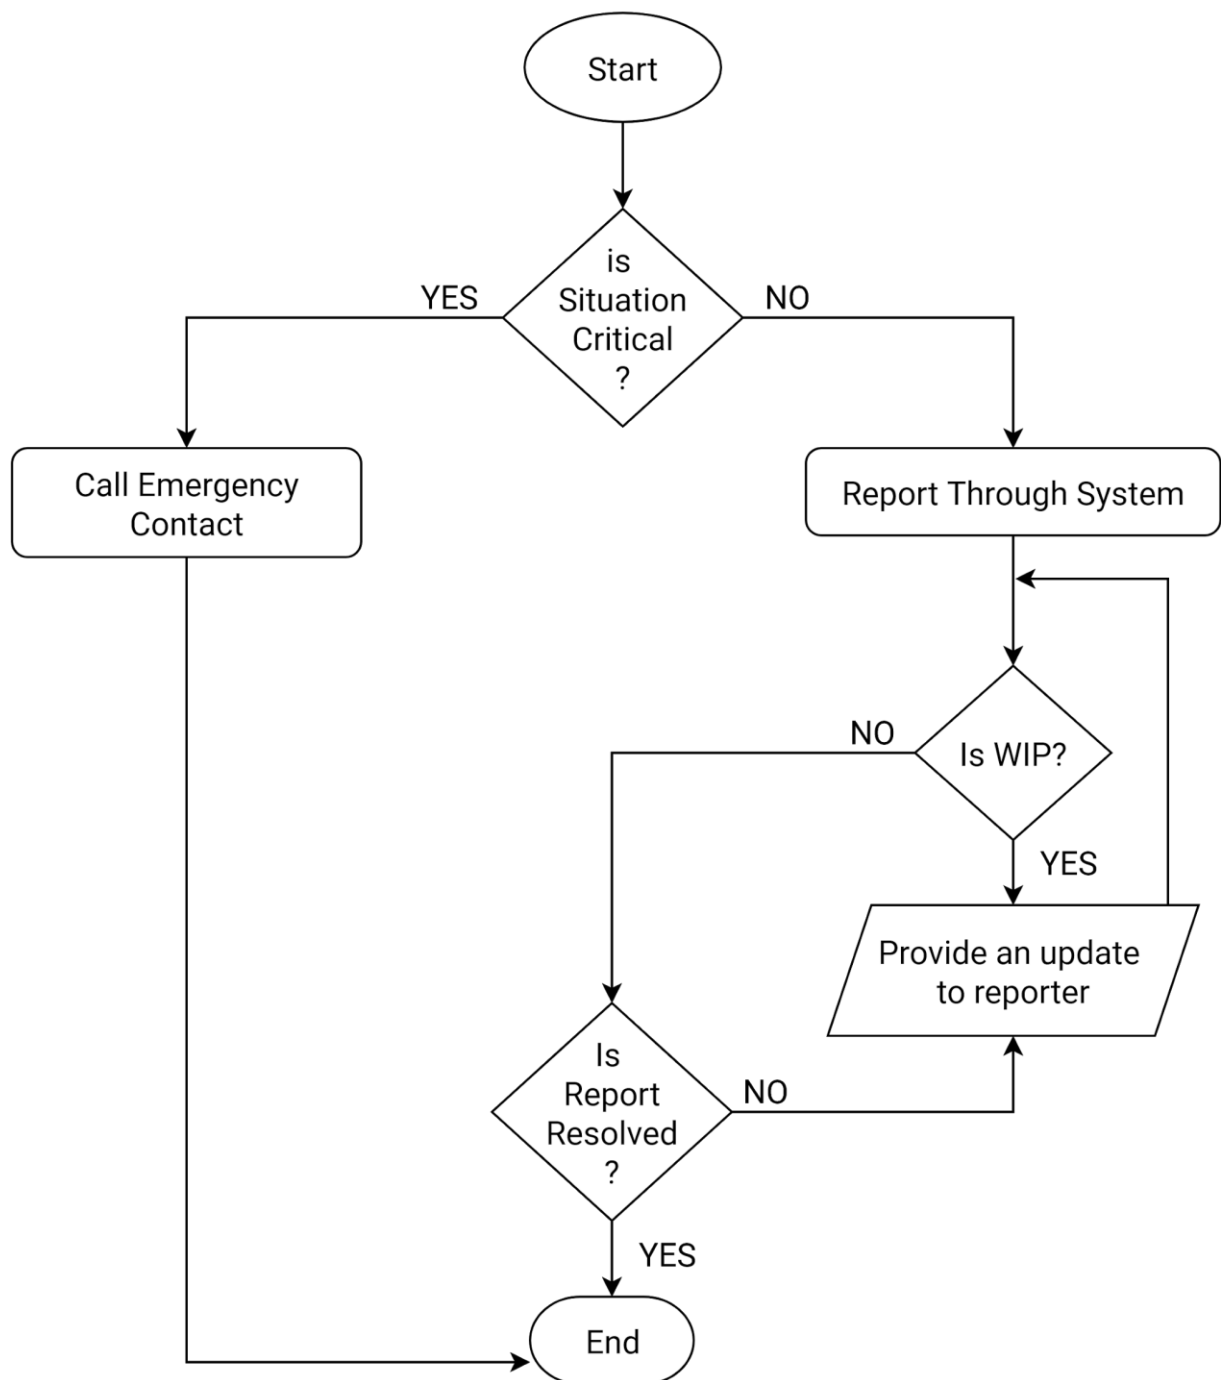 Start
is
Situation
Critical
?
YES
NO
Call Emergency
Contact
Report Through System
NO
Is WIP?
YES
Provide an update
to reporter
Is
Report
Resolved
?
NO
YES
End